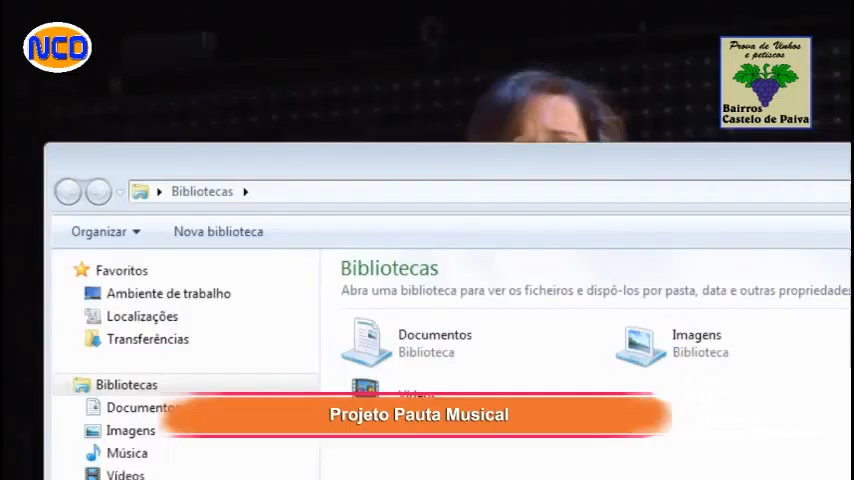 NCO
Prova de Vinhos
e petiscos
Bairros
Castelo de Paiva
Bibliotecas
Organizar
Nova biblioteca
Favoritos
Ambiente de trabalho
Localizações
Transferências
Bibliotecas
Documentos
Imagens
Música
Vídeos
Bibliotecas
Abra uma biblioteca para ver os ficheiros e dispô-los por pasta, data e outras propriedades
Documentos
Biblioteca
Imagens
Biblioteca
Vídeos
Projeto Pauta Musical